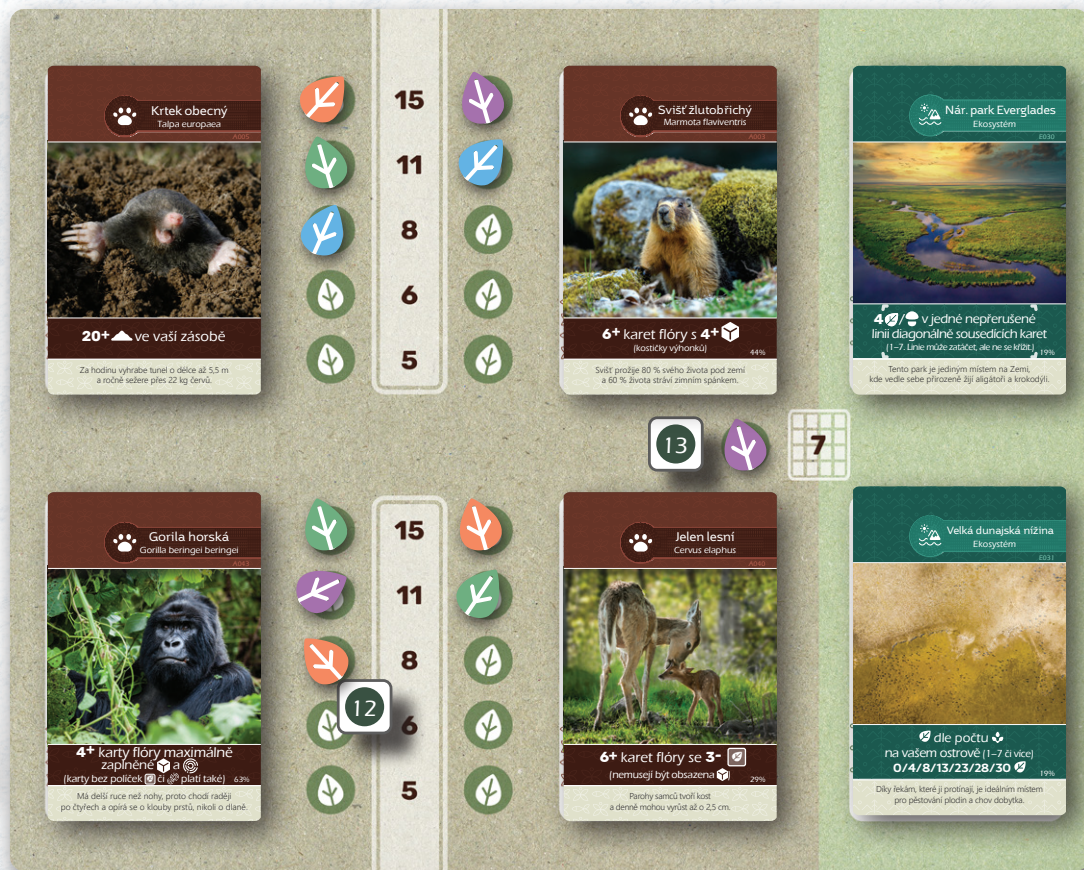 Krtek obecný
Talpa europaea
A005
20+ ve vaší zásobě
Za hodinu vyhrabe tunel o délce až 5,5 m
a ročně sežere přes 22 kg červů.
15
11
8
6
5
Svišť žlutobřichý
Marmota flaviventris
A003
6+ karet flóry s 4+
(kostičky výhonků)
44%
Svišť prožije 80 % svého života pod zemí
a 60 % života stráví zimním spánkem.
Nár. park Everglades
Ekosystém
E030
4 / v jedné nepřerušené
linii diagonálně sousedících karet
(1–7. Linie může zatáčet, ale ne se křížit.)
19%
Tento park je jediným místem na Zemi,
kde vedle sebe přirozeně žijí aligátoři a krokodýli.
13
7
Gorila horská
Gorilla beringei beringei
A043
4+ karty flóry maximálně
zaplněné a
(karty bez políček či platí také)
63%
Má delší ruce než nohy, proto chodí raději
po čtyřech a opírá se o klouby prstů, nikoli o dlaně.
15
11
8
12
6
5
Jelen lesní
Cervus elaphus
A040
6+ karet flóry se 3-
(nemusejí být obsazena )
29%
Parohy samců tvoří kost
a denně mohou vyrůst až o 2,5 cm.
Velká dunajská nížina
Ekosystém
E031
dle počtu
na vašem ostrově (1–7 či více)
0/4/8/13/23/28/30
19%
Díky řekám, které ji protínají, je ideálním místem
pro pěstování plodin a chov dobytka.